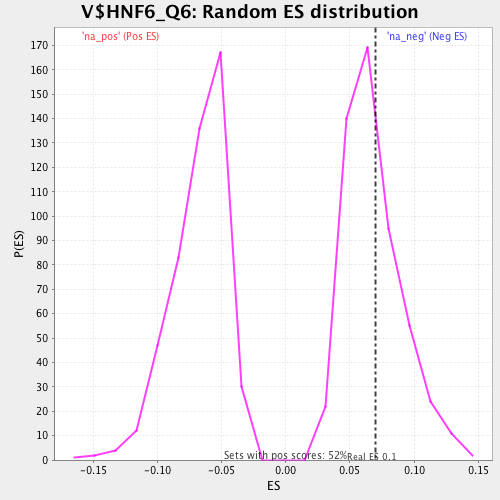 V$HNF6_Q6: Random ES distribution
'na_pos' (Pos ES)
'na_neg' (Neg ES)
P(ES)
170
160
150
140
130
120
110
100
90
80
70
60
50
40
30
20
10
0
Sets with pos scores: 52%
Real ES 0.1
-0.15 -0.10 -0.05 0.00 0.05 0.10 0.15
ES